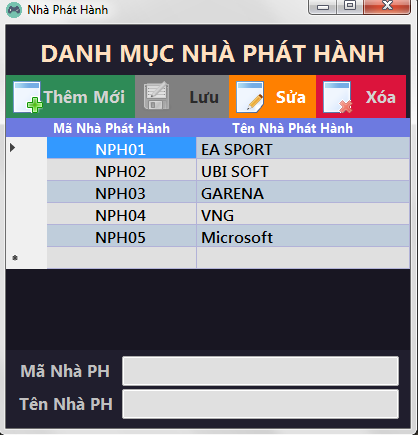 Nhà Phát Hành
DANH MỤC NHÀ PHÁT HÀNH
Thêm Mới Lưu Sửa Xóa
Mã Nhà Phát Hành Tên Nhà Phát Hành
NPH01 EA SPORT
NPH02 UBI SOFT
NPH03 GARENA
NPH04 VNG
NPH05 Microsoft
Mã Nhà PH
Tên Nhà PH